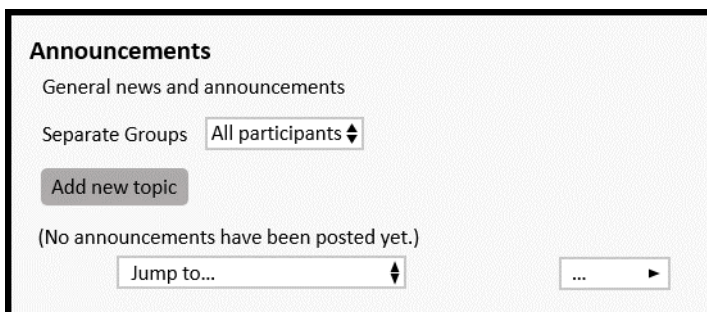 Announcements
General news and announcements
Separate Groups All participants
Add new topic
(No announcements have been posted yet.)
Jump to... ...